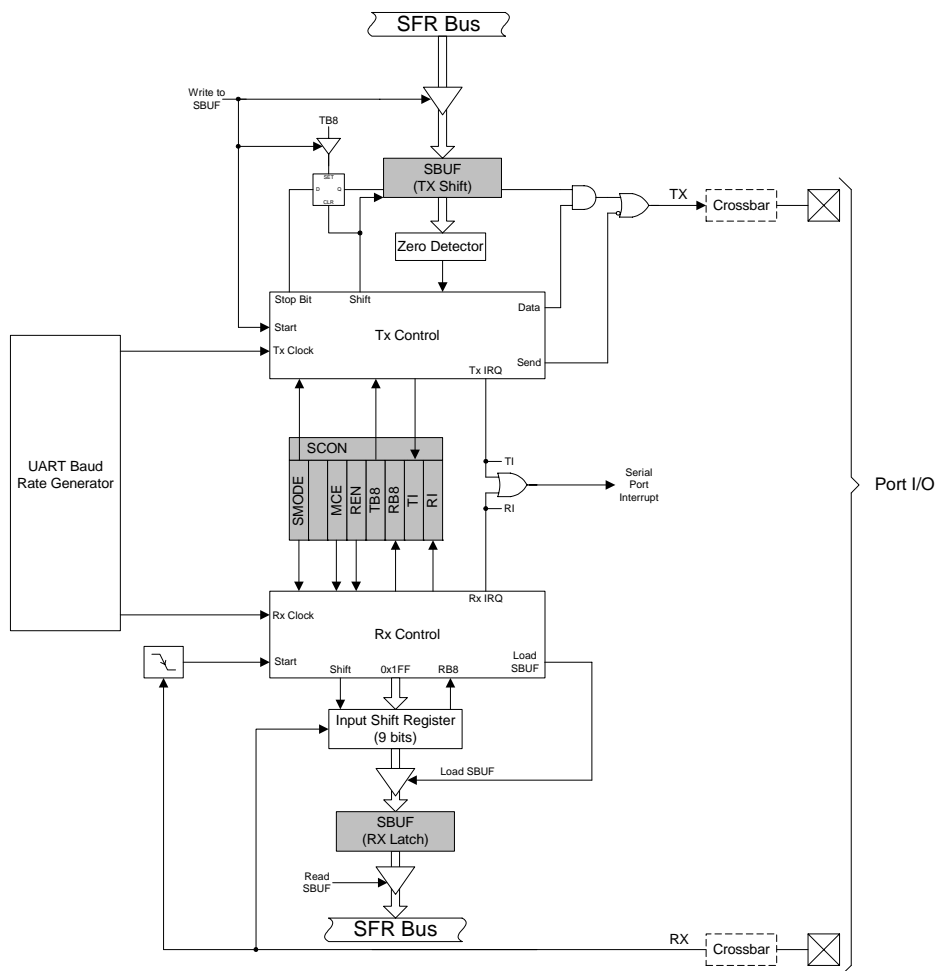 SFR Bus
Write to
SBUF
TB8
SET
D
Q
CLR
SBUF
(TX Shift)
TX
Crossbar
Zero Detector
Stop Bit
Shift
Data
Start
Tx Control
Tx Clock
Send
Tx IRQ
UART Baud
Rate Generator
SCON
SMODE
MCE
REN
TB8
RB8
TI
RI
TI
RI
Serial
Port
Interrupt
Port I/O
Rx IRQ
Rx Clock
Rx Control
Start
Load
SBUF
Shift
0x1FF
RB8
Input Shift Register
(9 bits)
Load SBUF
SBUF
(RX Latch)
Read
SBUF
SFR Bus
RX
Crossbar